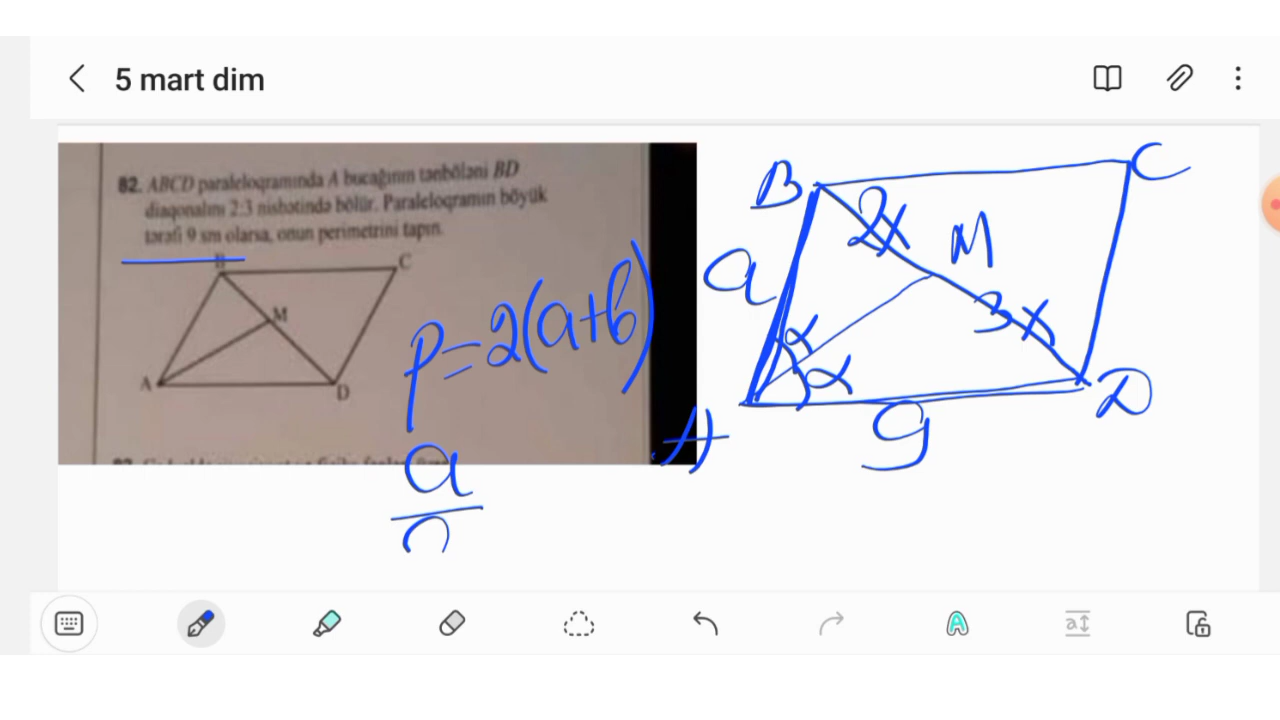 5 mart dim
82. ABCD paraleloqramında A bucağının tənböləni BD
diaqonalını 2:3 nisbətində bölür. Paraleloqramın böyük
tərəfi 9 sm olarsa, onun perimetrini tapın.
B
C
M
A
D
P=2(a+b)
a
B
C
2x
M
a
3x
α
α
A
9
D